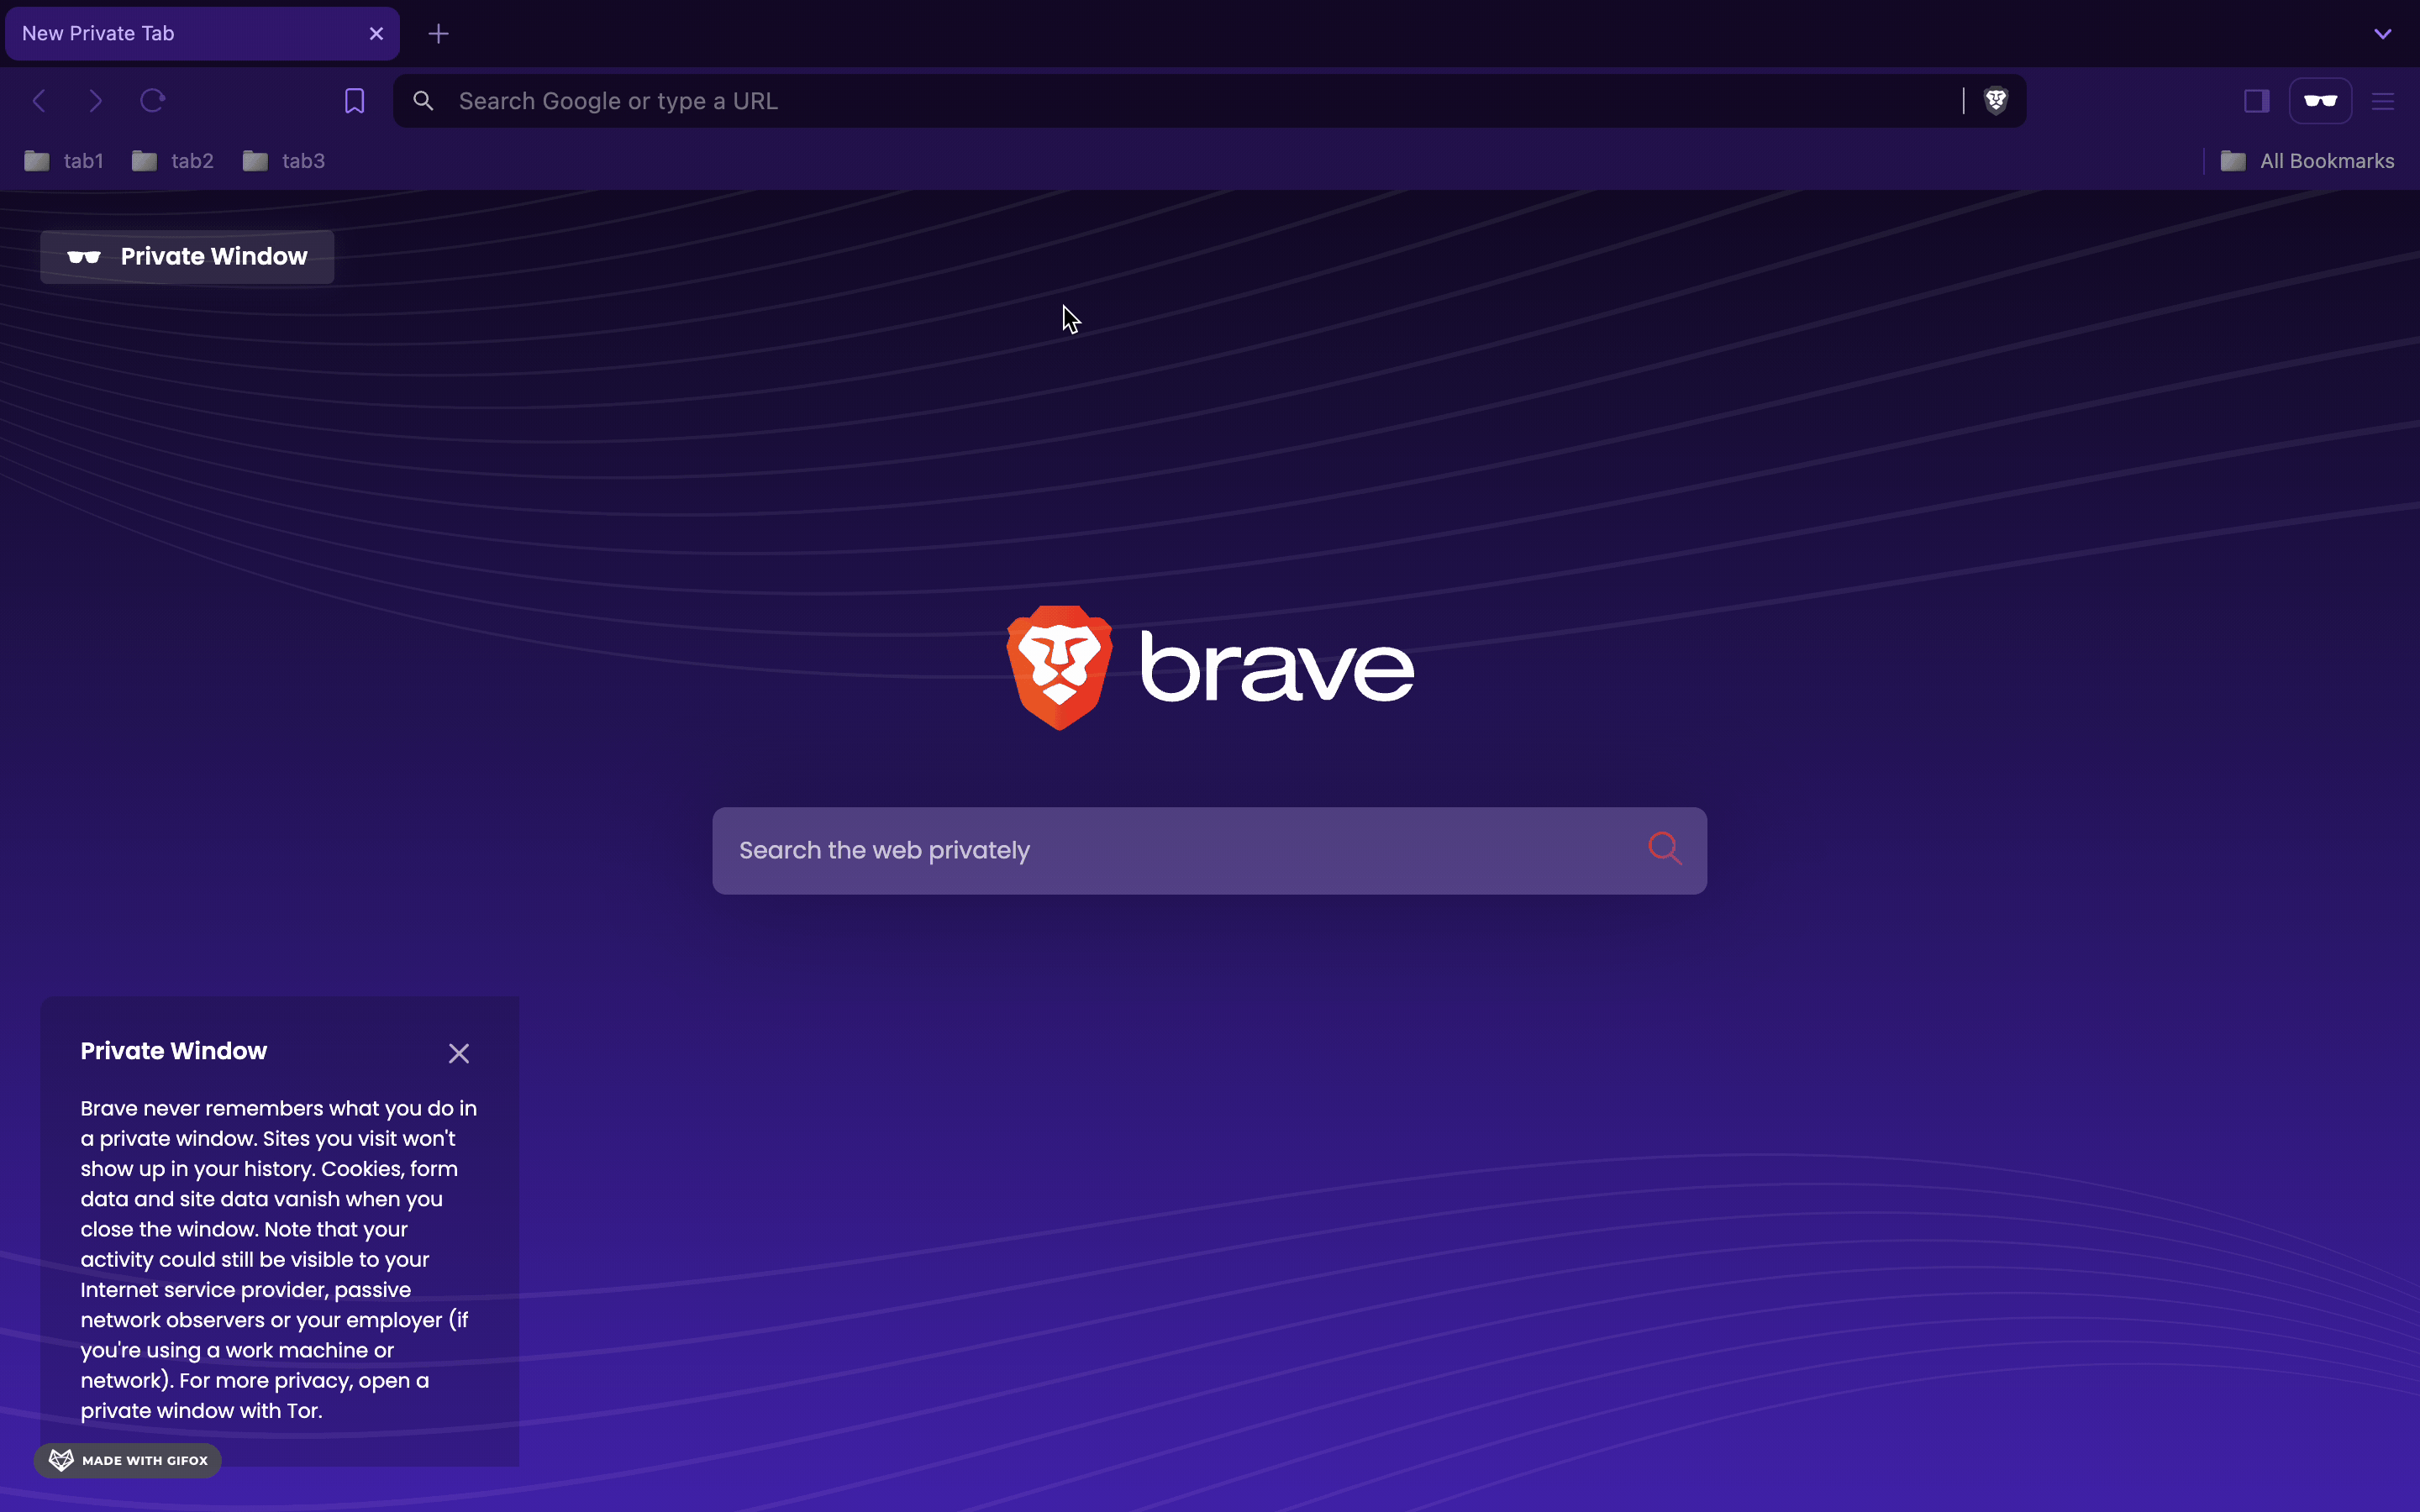 New Private Tab
Search Google or type a URL
tab1 tab2 tab3 All Bookmarks
Private Window
brave
Search the web privately
Private Window
Brave never remembers what you do in
a private window. Sites you visit won't
show up in your history. Cookies, form
data and site data vanish when you
close the window. Note that your
activity could still be visible to your
Internet service provider, passive
network observers or your employer (if
you're using a work machine or
network). For more privacy, open a
private window with Tor.
MADE WITH GIFOX